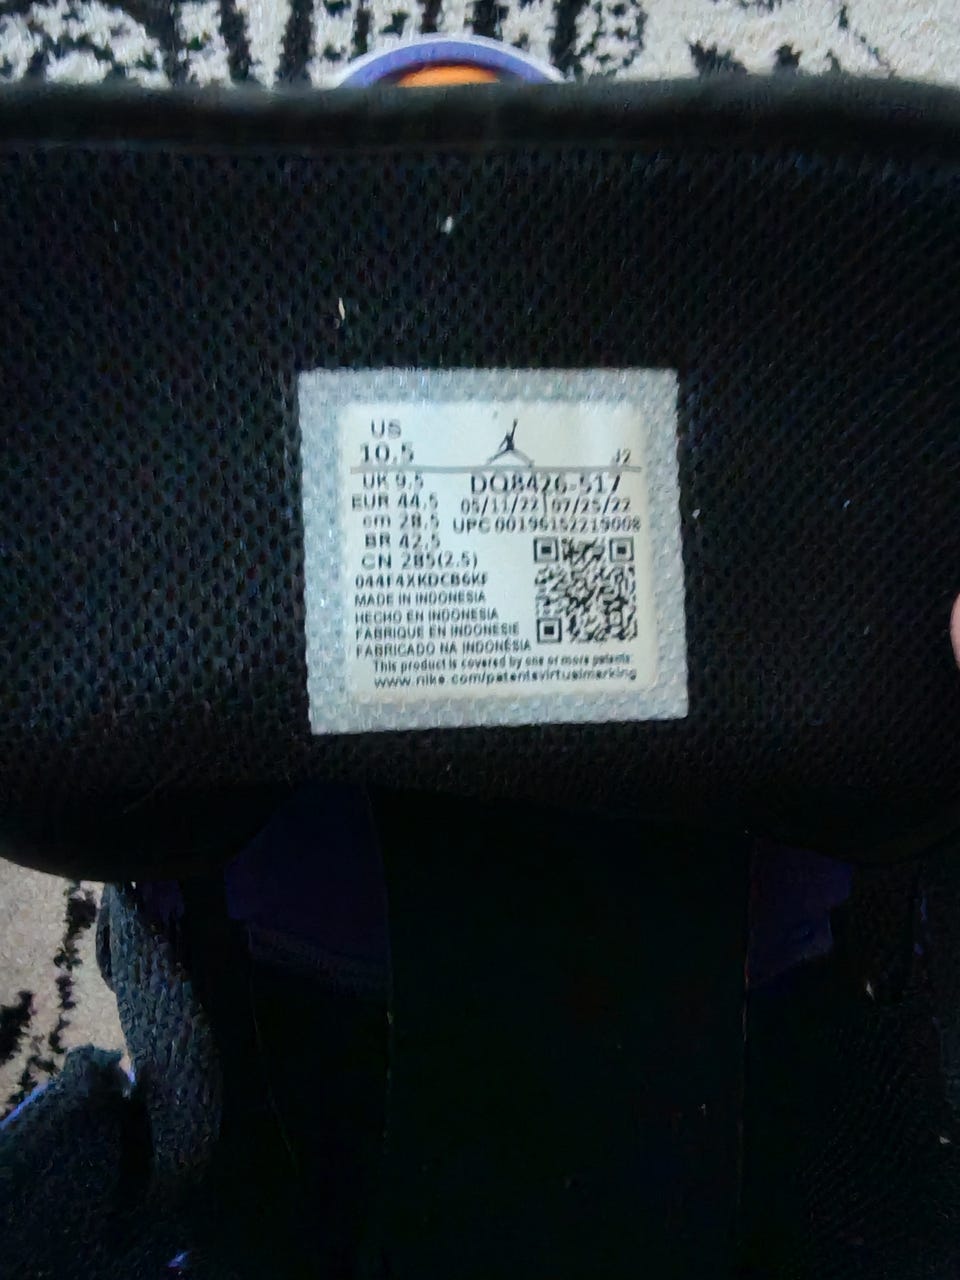 US
10.5
J2
UK 9.5
DQ8426-517
EUR 44.5
05/11/22 07/25/22
cm 28.5
UPC 00196152219008
BR 42.5
CN 285(2.5)
044F4XKDCB6KF
MADE IN INDONESIA
HECHO EN INDONESIA
FABRIQUE EN INDONESIE
FABRICADO NA INDONÉSIA
This product is covered by one or more patents.
www.nike.com/patentsvirtualmarking